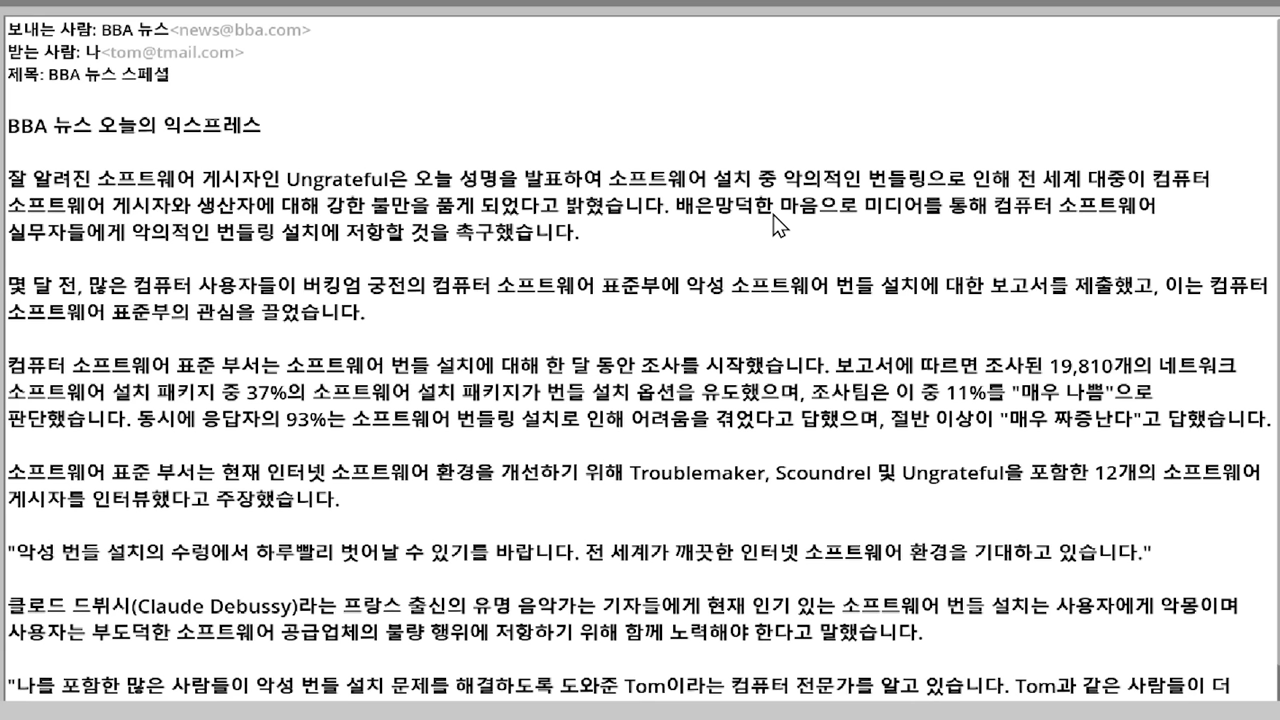 보내는 사람: BBA 뉴스<news@bba.com>
받는 사람: 나<tom@tmail.com>
제목: BBA 뉴스 스페셜
BBA 뉴스 오늘의 익스프레스
잘 알려진 소프트웨어 게시자인 Ungrateful은 오늘 성명을 발표하여 소프트웨어 설치 중 악의적인 번들링으로 인해 전 세계 대중이 컴퓨터
소프트웨어 게시자와 생산자에 대해 강한 불만을 품게 되었다고 밝혔습니다. 배은망덕한 마음으로 미디어를 통해 컴퓨터 소프트웨어
실무자들에게 악의적인 번들링 설치에 저항할 것을 촉구했습니다.
몇 달 전, 많은 컴퓨터 사용자들이 버킹엄 궁전의 컴퓨터 소프트웨어 표준부에 악성 소프트웨어 번들 설치에 대한 보고서를 제출했고, 이는 컴퓨터
소프트웨어 표준부의 관심을 끌었습니다.
컴퓨터 소프트웨어 표준 부서는 소프트웨어 번들 설치에 대해 한 달 동안 조사를 시작했습니다. 보고서에 따르면 조사된 19,810개의 네트워크
소프트웨어 설치 패키지 중 37%의 소프트웨어 설치 패키지가 번들 설치 옵션을 유도했으며, 조사팀은 이 중 11%를 "매우 나쁨"으로
판단했습니다. 동시에 응답자의 93%는 소프트웨어 번들링 설치로 인해 어려움을 겪었다고 답했으며, 절반 이상이 "매우 짜증난다"고 답했습니다.
소프트웨어 표준 부서는 현재 인터넷 소프트웨어 환경을 개선하기 위해 Troublemaker, Scoundrel 및 Ungrateful을 포함한 12개의 소프트웨어
게시자를 인터뷰했다고 주장했습니다.
"악성 번들 설치의 수렁에서 하루빨리 벗어날 수 있기를 바랍니다. 전 세계가 깨끗한 인터넷 소프트웨어 환경을 기대하고 있습니다."
클로드 드뷔시(Claude Debussy)라는 프랑스 출신의 유명 음악가는 기자들에게 현재 인기 있는 소프트웨어 번들 설치는 사용자에게 악몽이며
사용자는 부도덕한 소프트웨어 공급업체의 불량 행위에 저항하기 위해 함께 노력해야 한다고 말했습니다.
"나를 포함한 많은 사람들이 악성 번들 설치 문제를 해결하도록 도와준 Tom이라는 컴퓨터 전문가를 알고 있습니다. Tom과 같은 사람들이 더